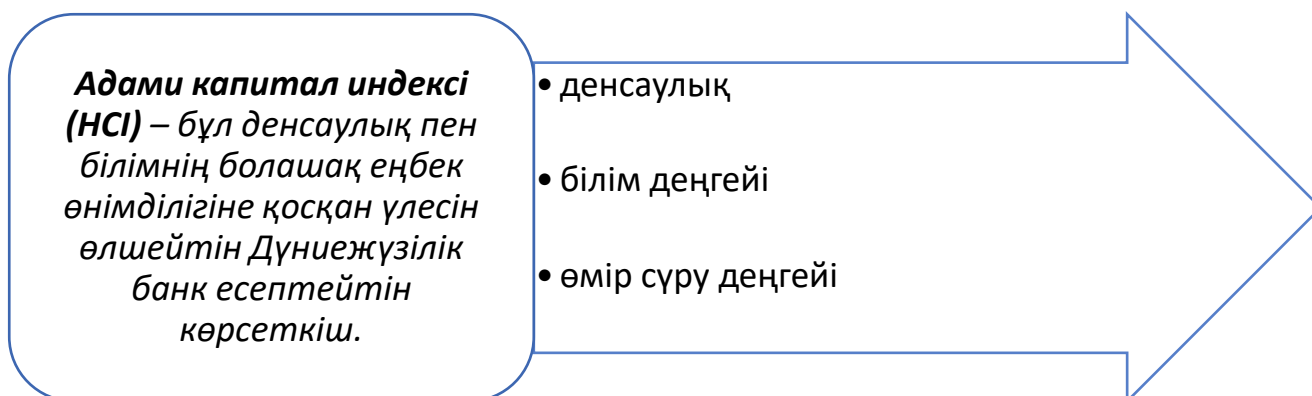 Адами капитал индексі
(HCI) – бұл денсаулық пен
білімнің болашақ еңбек
өнімділігіне қосқан үлесін
өлшейтін Дүниежүзілік
банк есептейтін
көрсеткіш.
• денсаулық
• білім деңгейі
• өмір сүру деңгейі